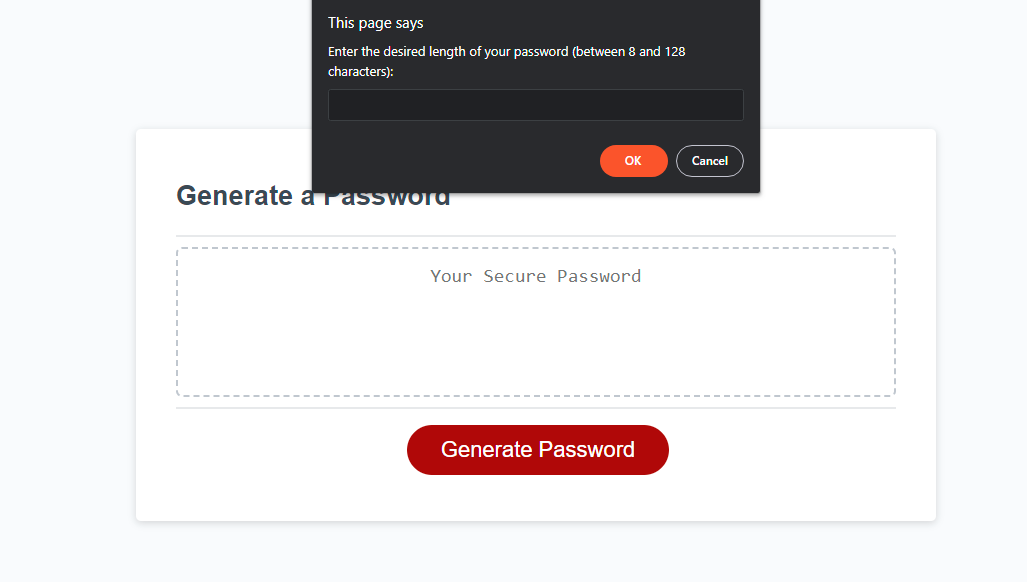 This page says
Enter the desired length of your password (between 8 and 128
characters):
OK
Cancel
Generate a Password
Your Secure Password
Generate Password